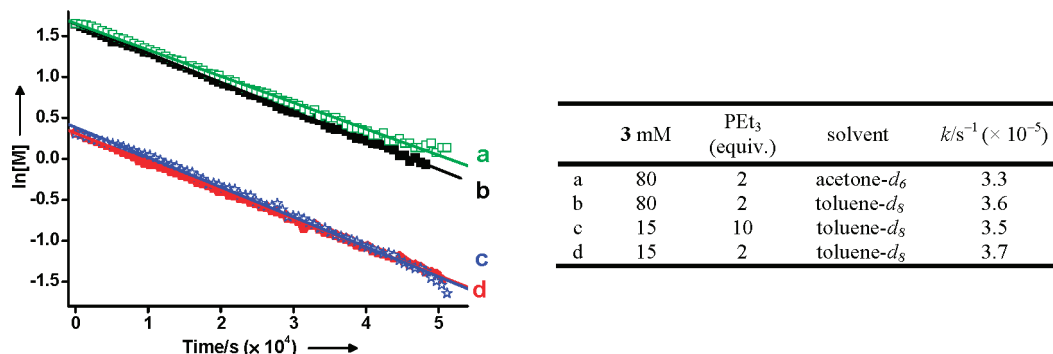 1.5
1.0
0.5
0.0
-0.5
-1.0
-1.5
ln[M]
a
b
c
d
0 1 2 3 4 5
Time/s (× 10⁴)
3 mM PEt₃ (equiv.) solvent k/s⁻¹ (× 10⁻⁵)
a 80 2 acetone-d₆ 3.3
b 80 2 toluene-d₈ 3.6
c 15 10 toluene-d₈ 3.5
d 15 2 toluene-d₈ 3.7